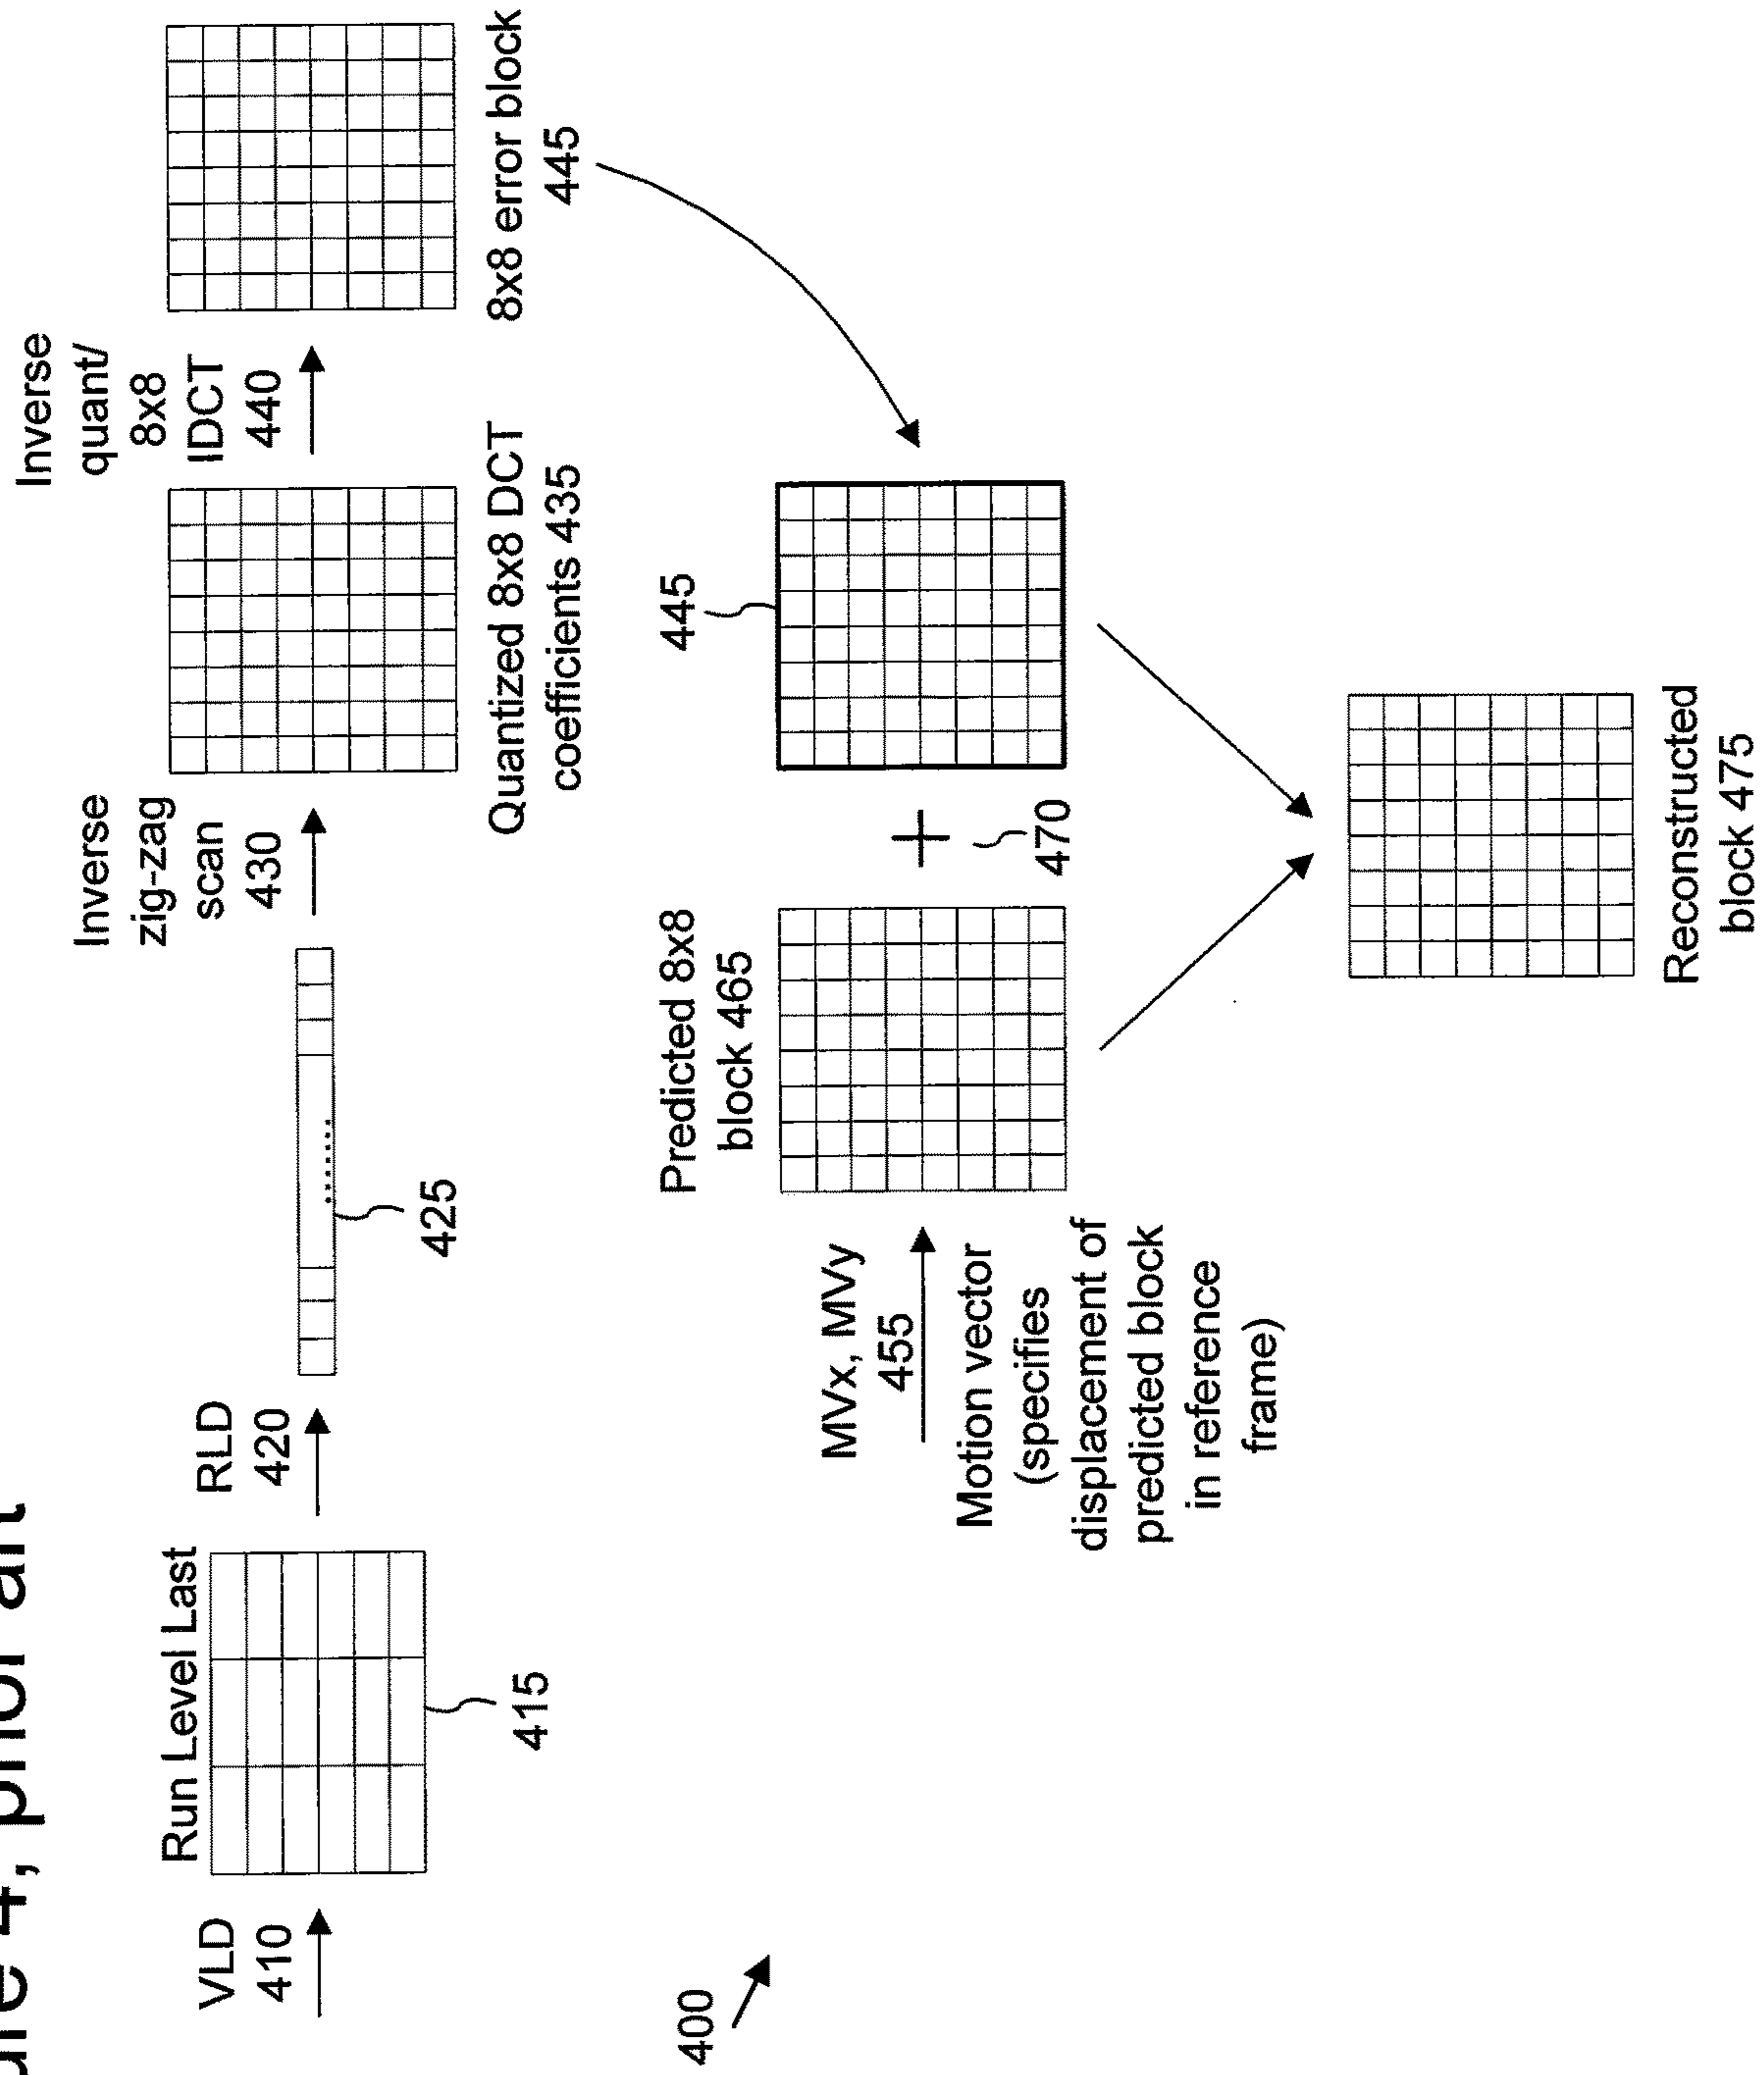 4, prior art
VLD
410
Run Level Last
415
RLD
420
425
Inverse
zig-zag
scan
430
Quantized 8x8 DCT
coefficients 435
Inverse
quant/
8x8
IDCT
440
8x8 error block
445
400
MVx, MVy
455
Motion vector
(specifies
displacement of
predicted block
in reference
frame)
Predicted 8x8
block 465
+
470
445
Reconstructed
block 475